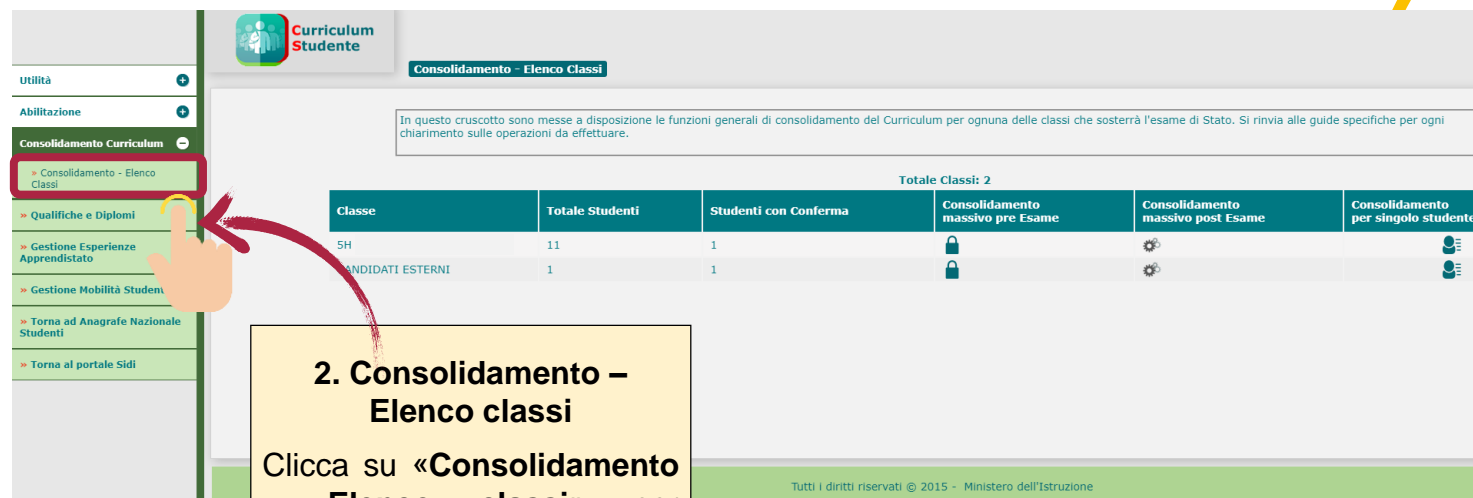 Curriculum
Studente
Consolidamento - Elenco Classi
Utilità
Abilitazione
Consolidamento Curriculum
» Consolidamento - Elenco
Classi
» Qualifiche e Diplomi
» Gestione Esperienze
Apprendistato
» Gestione Mobilità
» Torna ad Anagrafe Nazionale
Studenti
» Torna al portale Sidi
In questo cruscotto sono messe a disposizione le funzioni generali di consolidamento del Curriculum per ognuna delle classi che sosterrà l'esame di Stato. Si rinvia alle guide specifiche per ogni
chiarimento sulle operazioni da effettuare.
Totale Classi: 2
Classe Totale Studenti Studenti con Conferma Consolidamento massivo pre Esame Consolidamento massivo post Esame Consolidamento per singolo studente
5H 11 1
CANDIDATI ESTERNI 1 1
2. Consolidamento –
Elenco classi
Clicca su «Consolidamento
Tutti i diritti riservati © 2015 - Ministero dell'Istruzione